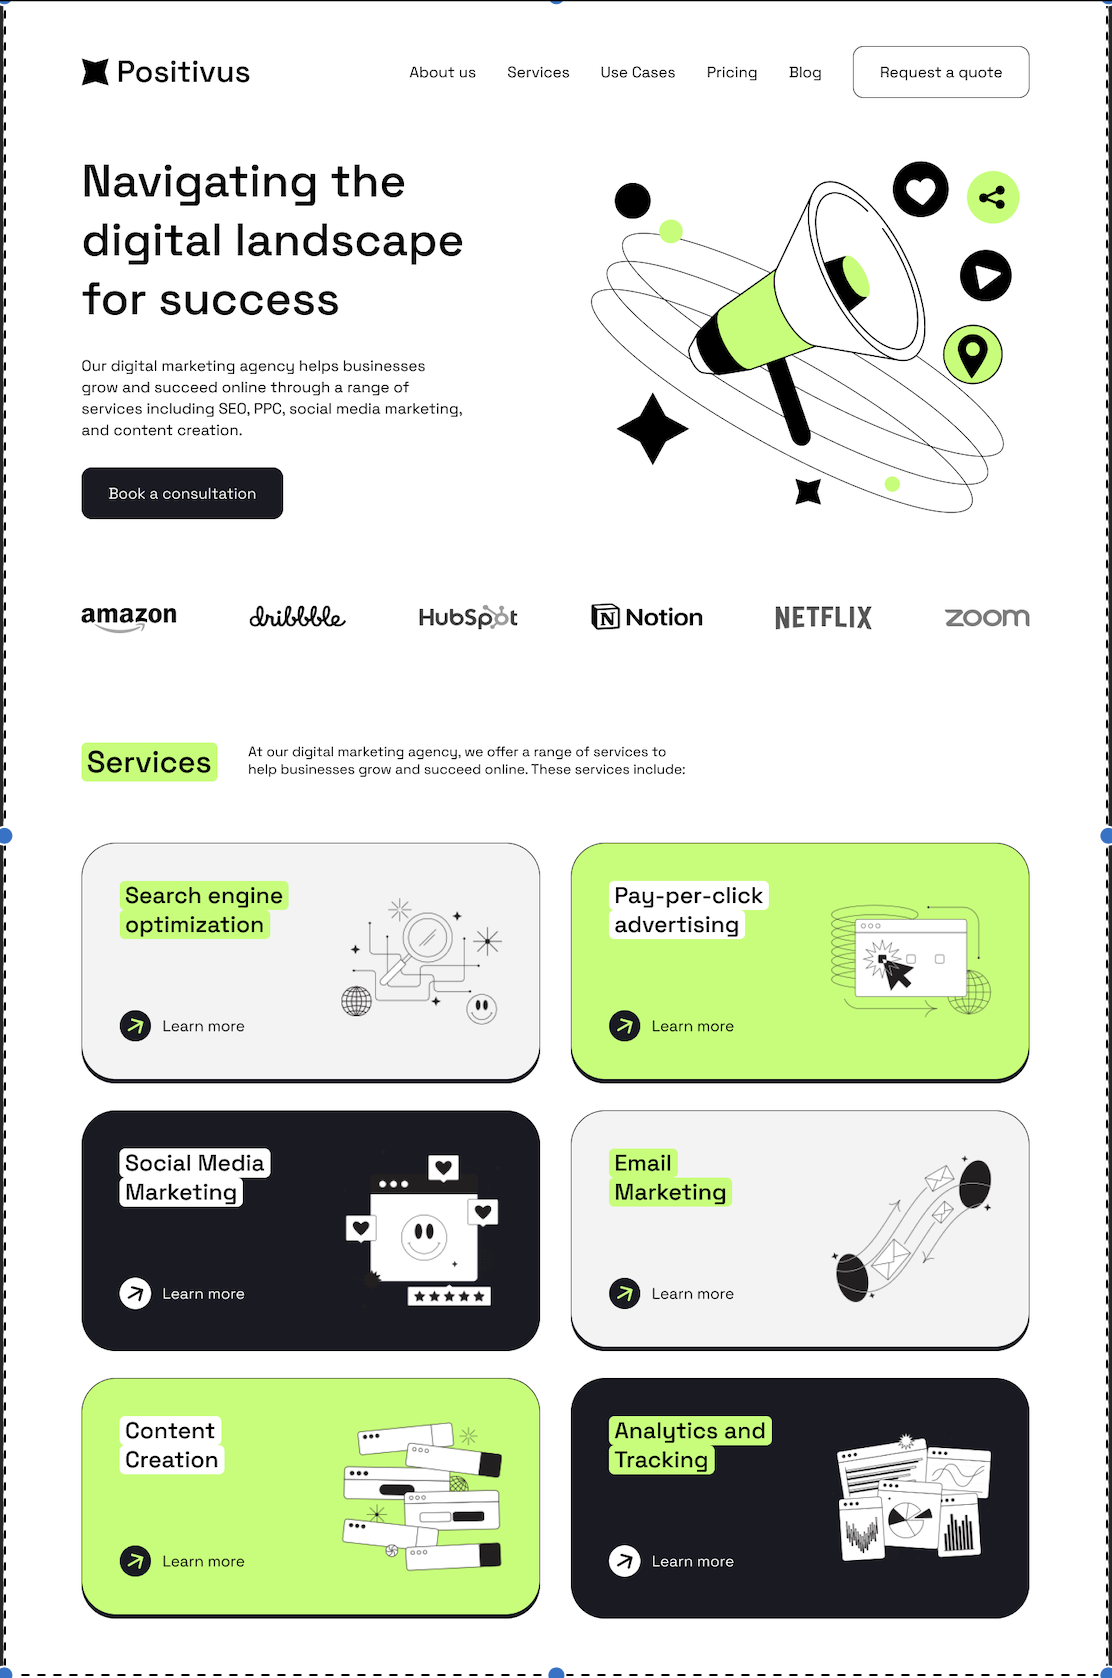 Positivus
About us
Services
Use Cases
Pricing
Blog
Request a quote
Navigating the
digital landscape
for success
Our digital marketing agency helps businesses
grow and succeed online through a range of
services including SEO, PPC, social media marketing,
and content creation.
Book a consultation
amazon
dribbble
HubSpot
N Notion
NETFLIX
zoom
Services
At our digital marketing agency, we offer a range of services to
help businesses grow and succeed online. These services include:
Search engine
optimization
Learn more
Pay-per-click
advertising
Learn more
Social Media
Marketing
Learn more
Email
Marketing
Learn more
Content
Creation
Learn more
Analytics and
Tracking
Learn more